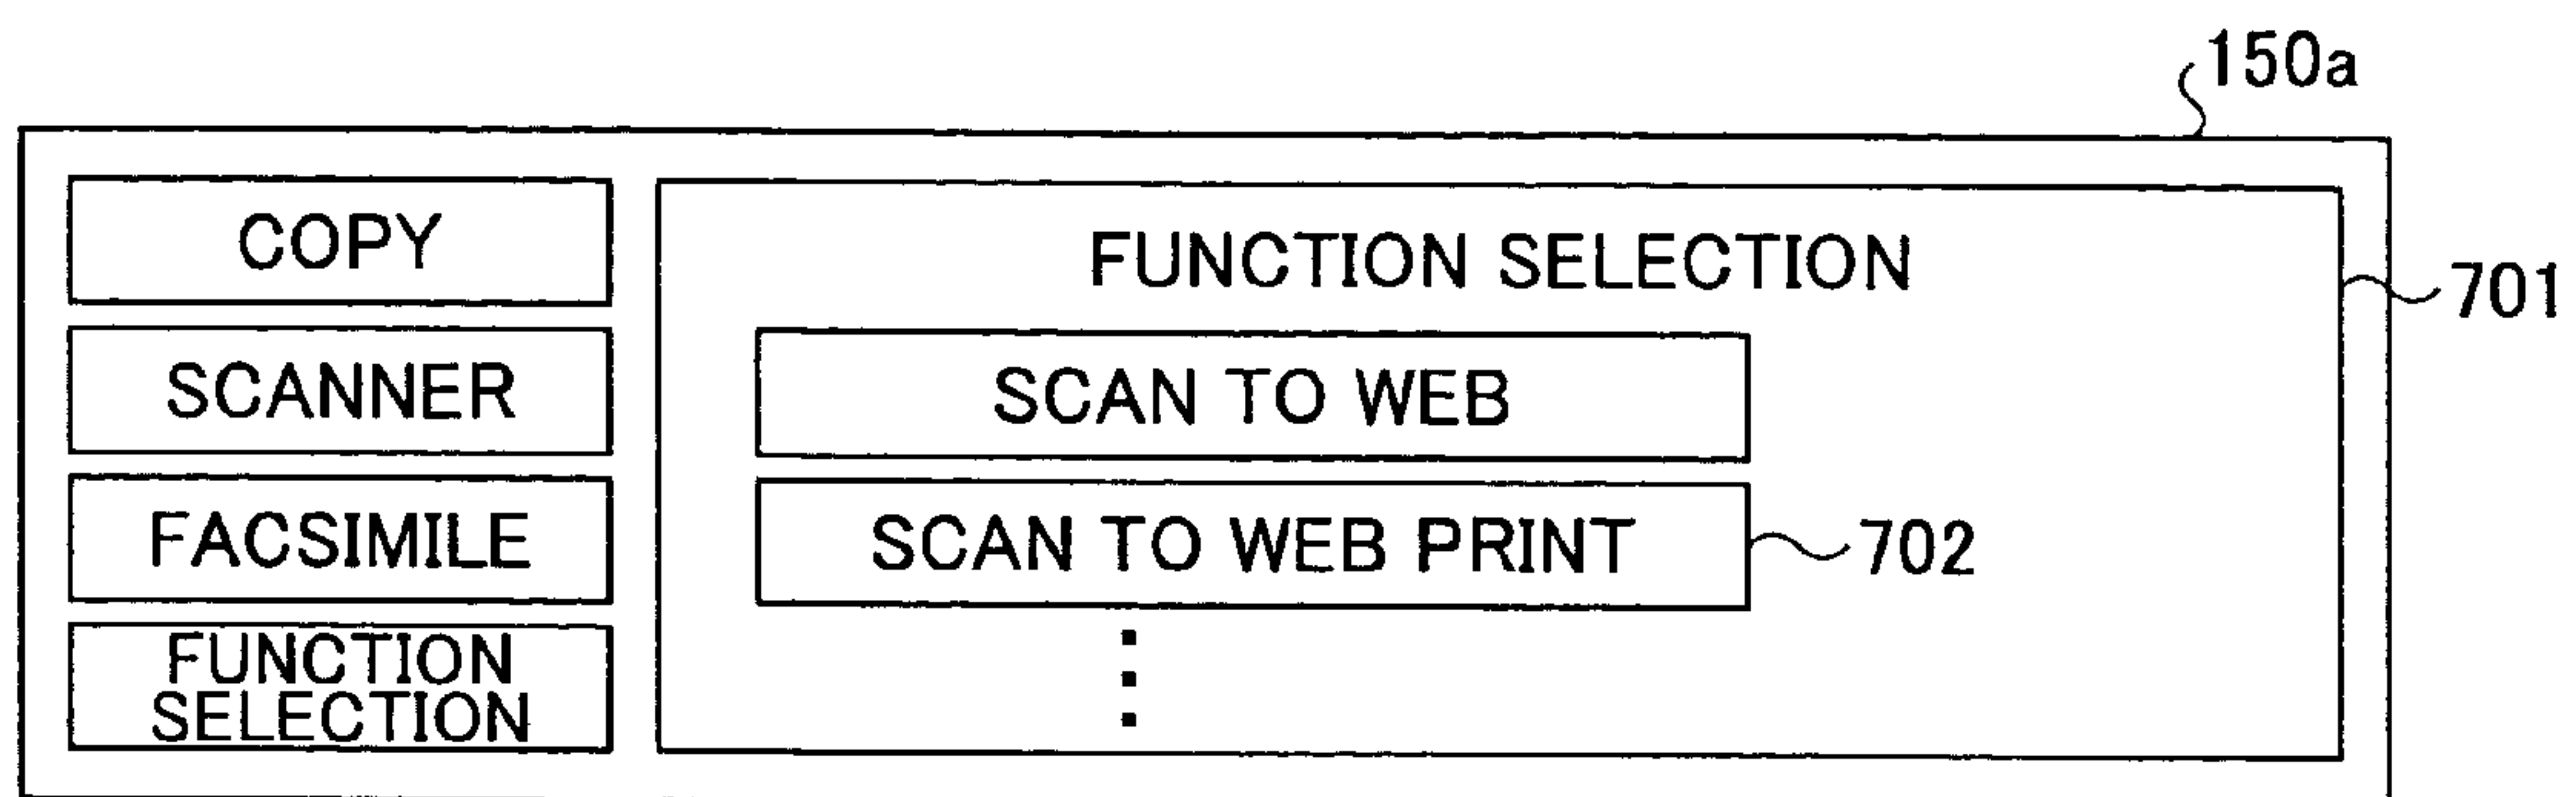 150a
COPY
SCANNER
FACSIMILE
FUNCTION
SELECTION
FUNCTION SELECTION
701
SCAN TO WEB
SCAN TO WEB PRINT
702